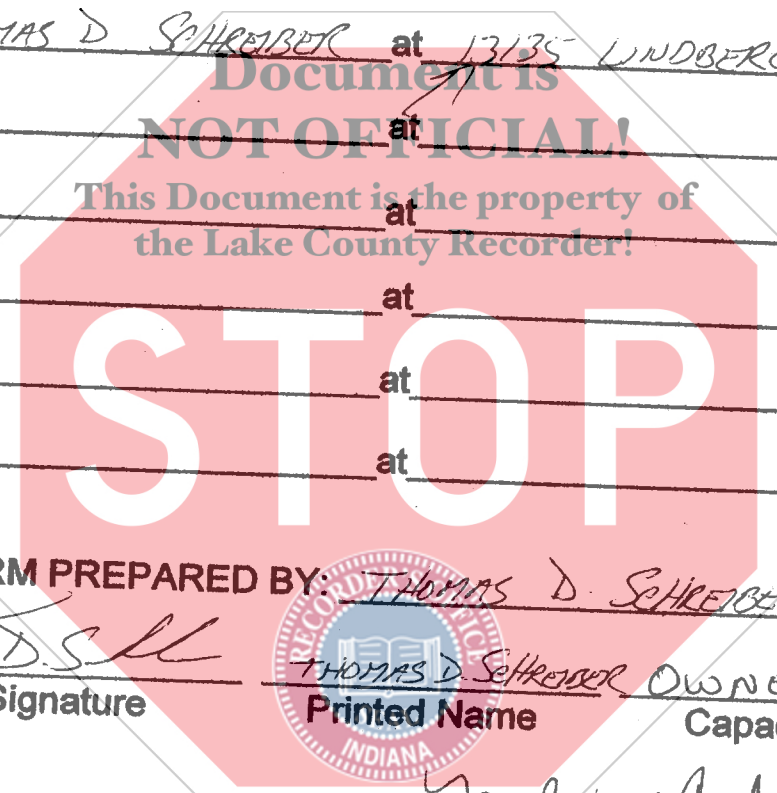 MAS D SCHREIBER at 13135 LINDBERG
Document is
at
NOT OFFICIAL!
This Document is the property of
at
the Lake County Recorder!
at
STOP
at
at
RM PREPARED BY: THOMAS D. SCHREIBE
D.S
THOMAS D. SCHREIBER OWNE
Signature Printed Name Capa
RECORDER OFFICE
INDIANA